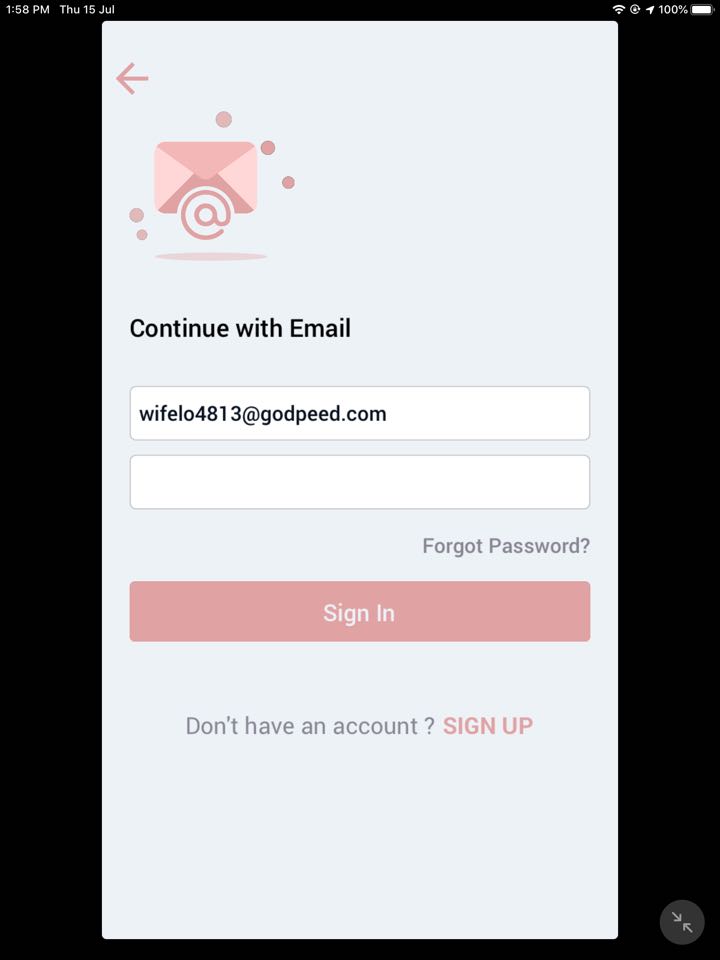 1:58 PM Thu 15 Jul 100%
@
Continue with Email
wifelo4813@godpeed.com
Forgot Password?
Sign In
Don't have an account ? SIGN UP